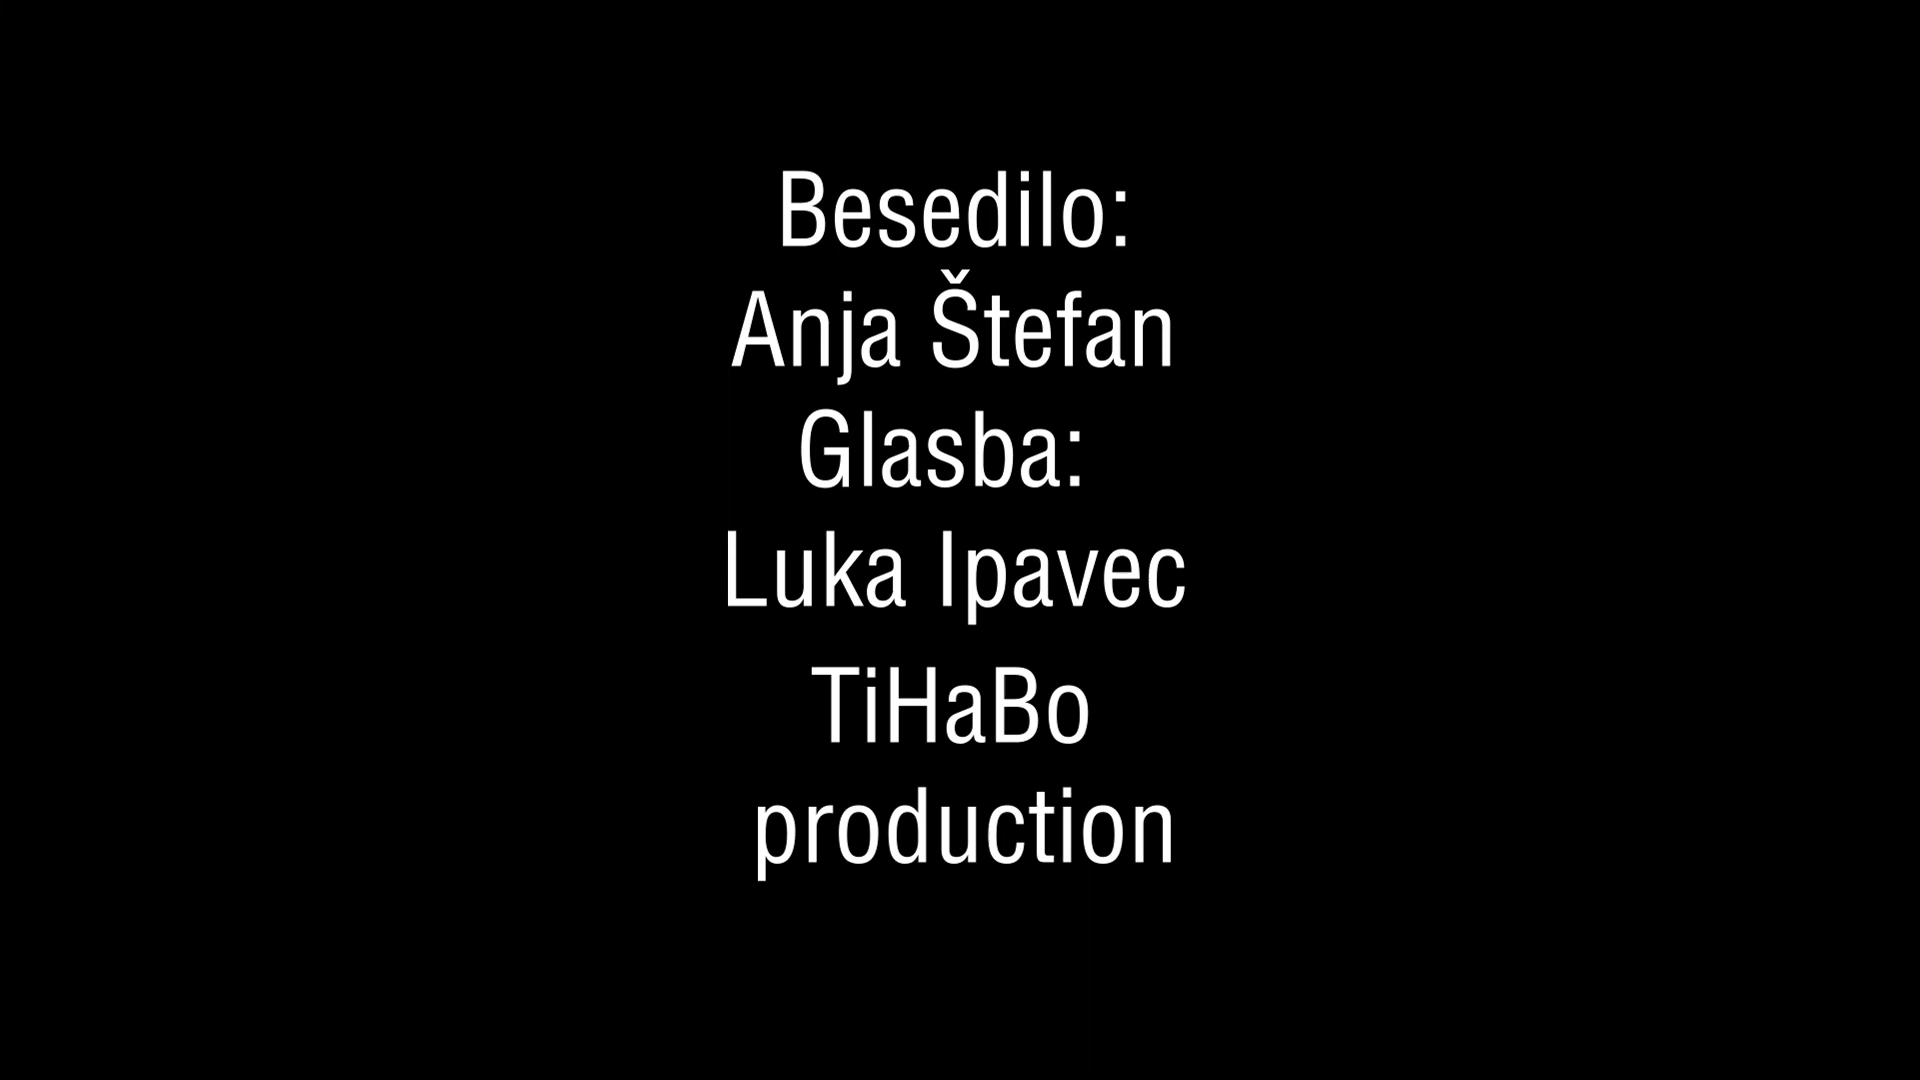 Besedilo:
Anja Štefan
Glasba:
Luka Ipavec
TiHaBo
production